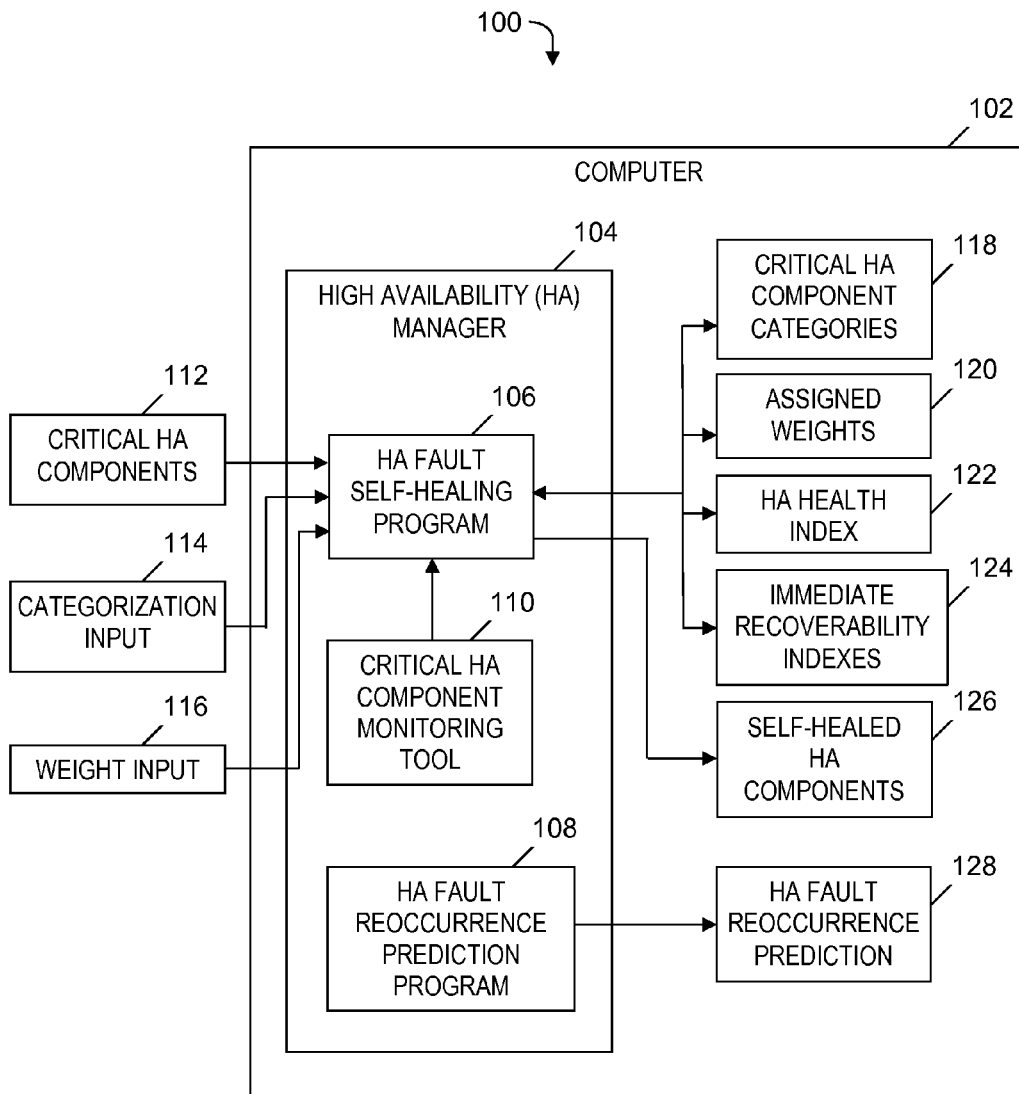 100
102
COMPUTER
104
HIGH AVAILABILITY (HA)
MANAGER
118
CRITICAL HA
COMPONENT
CATEGORIES
112
CRITICAL HA
COMPONENTS
106
HA FAULT
SELF-HEALING
PROGRAM
120
ASSIGNED
WEIGHTS
122
HA HEALTH
INDEX
114
CATEGORIZATION
INPUT
110
CRITICAL HA
COMPONENT
MONITORING
TOOL
124
IMMEDIATE
RECOVERABILITY
INDEXES
116
WEIGHT INPUT
126
SELF-HEALED
HA
COMPONENTS
108
HA FAULT
REOCCURRENCE
PREDICTION
PROGRAM
128
HA FAULT
REOCCURRENCE
PREDICTION